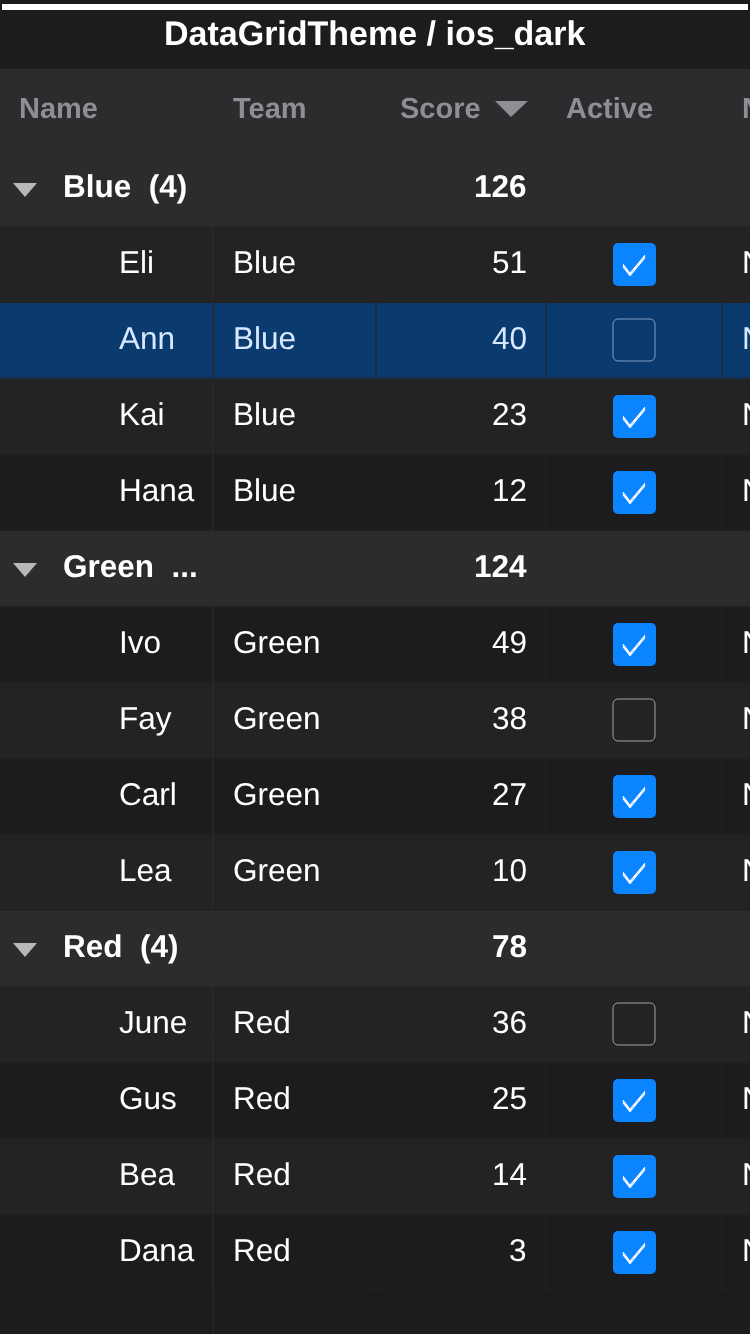 DataGridTheme / ios_dark
Name Team Score Active
Blue (4) 126
Eli Blue 51
Ann Blue 40
Kai Blue 23
Hana Blue 12
Green ... 124
Ivo Green 49
Fay Green 38
Carl Green 27
Lea Green 10
Red (4) 78
June Red 36
Gus Red 25
Bea Red 14
Dana Red 3